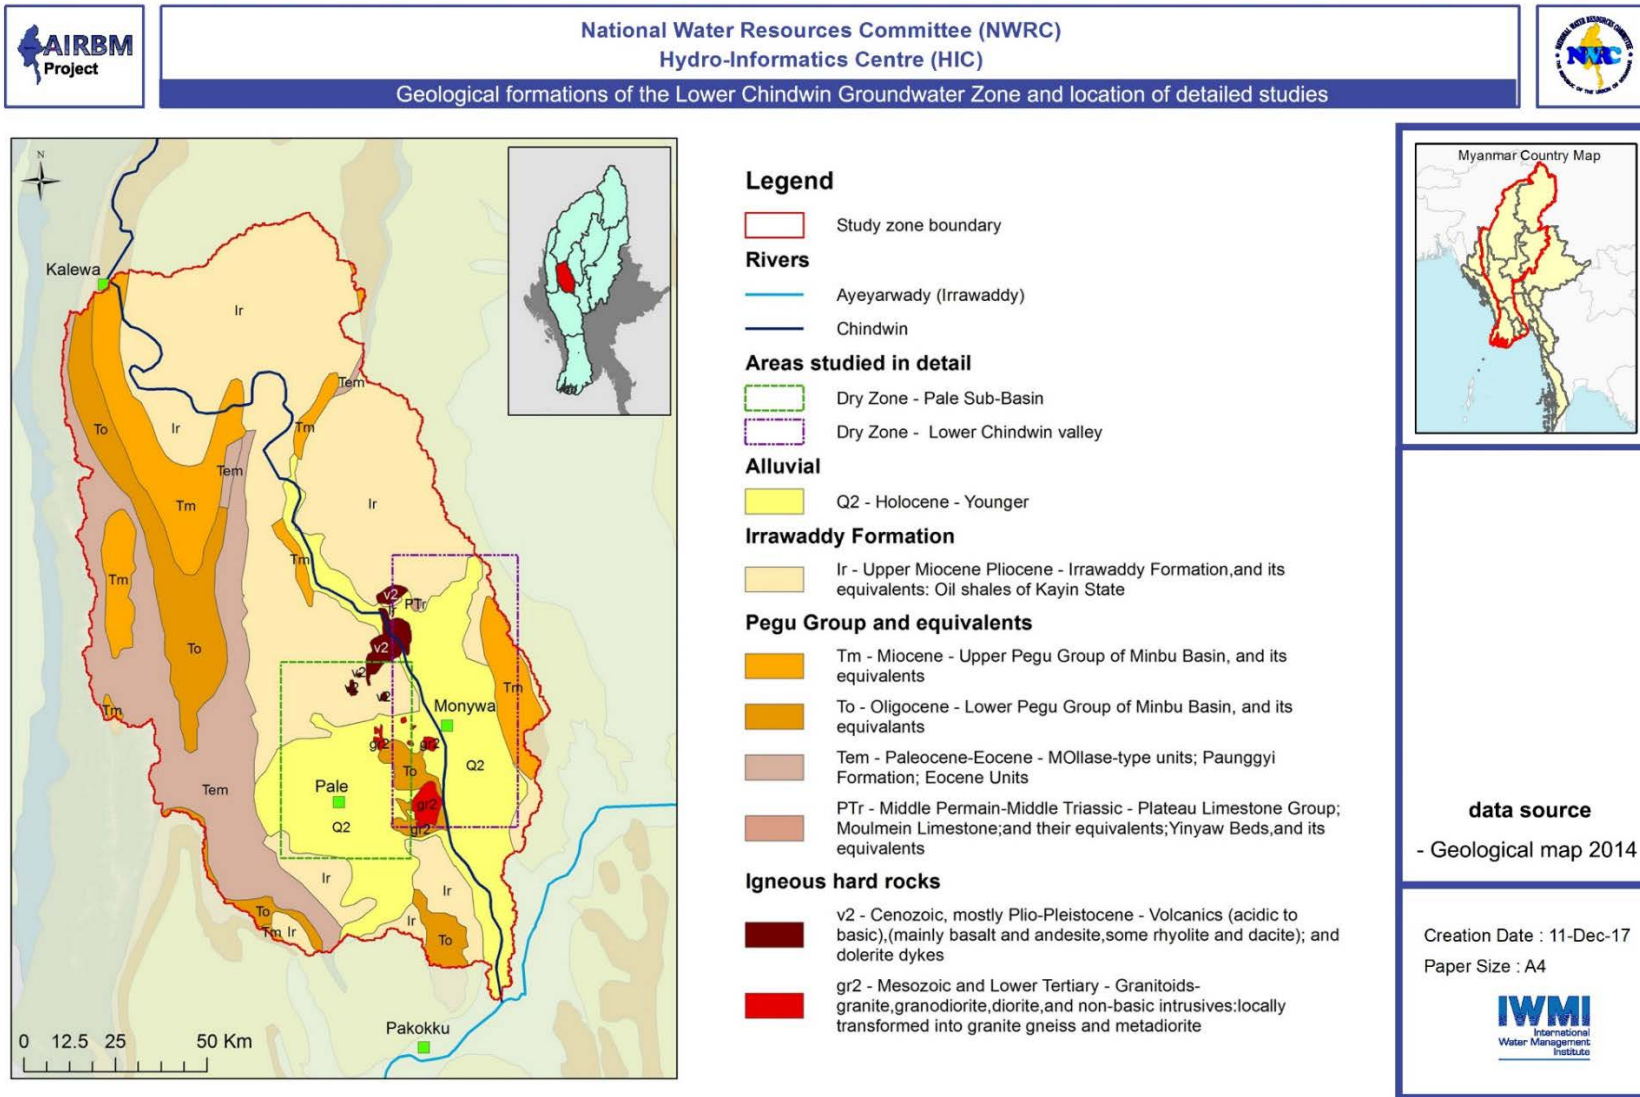 AIRBM
Project
National Water Resources Committee (NWRC)
Hydro-Informatics Centre (HIC)
Geological formations of the Lower Chindwin Groundwater Zone and location of detailed studies
NATIONAL WATER RESOURCES COMMITTEE
NWRC
N
Kalewa
Ir
Tem
To
Ir
Tm
Tem
Tm
Ir
Tm
Tm
v2
PTr
To
v2
v2
v2
v2
Tm
Tm
Monywa
gr2
gr2
To
Q2
Tem
Pale
gr2
Q2
gr2
Ir
Ir
To
Ir
Tm
Ir
To
Pakokku
0 12.5 25 50 Km
Legend
Study zone boundary
Rivers
Ayeyarwady (Irrawaddy)
Chindwin
Areas studied in detail
Dry Zone - Pale Sub-Basin
Dry Zone - Lower Chindwin valley
Alluvial
Q2 - Holocene - Younger
Irrawaddy Formation
Ir - Upper Miocene Pliocene - Irrawaddy Formation,and its
equivalents: Oil shales of Kayin State
Pegu Group and equivalents
Tm - Miocene - Upper Pegu Group of Minbu Basin, and its
equivalents
To - Oligocene - Lower Pegu Group of Minbu Basin, and its
equivalants
Tem - Paleocene-Eocene - MOllase-type units; Paunggyi
Formation; Eocene Units
PTr - Middle Permain-Middle Triassic - Plateau Limestone Group;
Moulmein Limestone;and their equivalents;Yinyaw Beds,and its
equivalents
Igneous hard rocks
v2 - Cenozoic, mostly Plio-Pleistocene - Volcanics (acidic to
basic),(mainly basalt and andesite,some rhyolite and dacite); and
dolerite dykes
gr2 - Mesozoic and Lower Tertiary - Granitoids-
granite,granodiorite,diorite,and non-basic intrusives:locally
transformed into granite gneiss and metadiorite
Myanmar Country Map
data source
- Geological map 2014
Creation Date : 11-Dec-17
Paper Size : A4
IWMI
International
Water Management
Institute